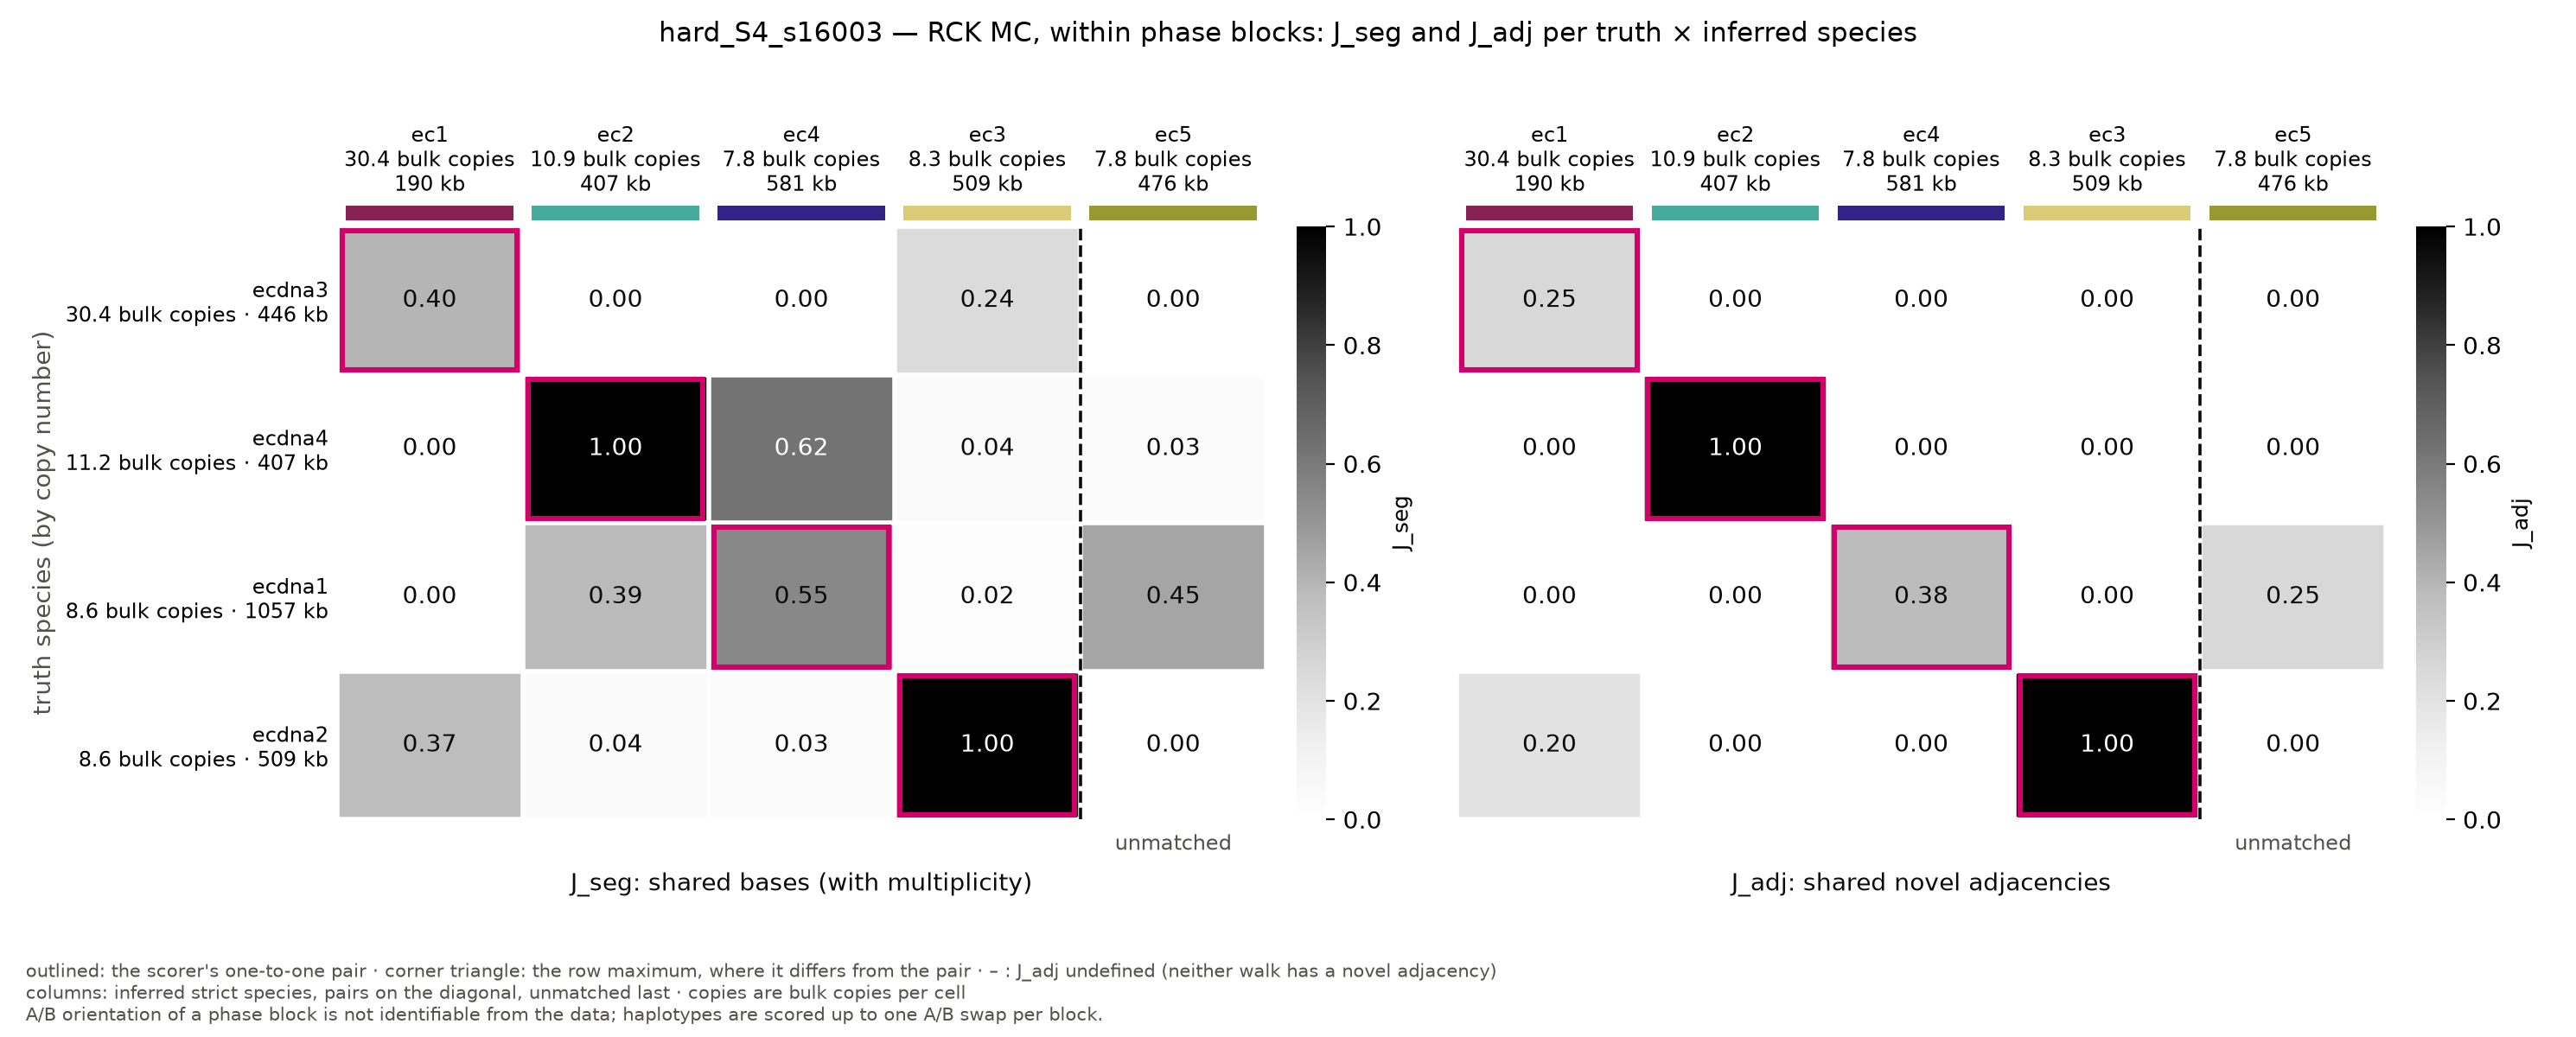 hard_S4_s16003 — RCK MC, within phase blocks: J_seg and J_adj per truth × inferred species
ec1
30.4 bulk copies
190 kb
ec2
10.9 bulk copies
407 kb
ec4
7.8 bulk copies
581 kb
ec3
8.3 bulk copies
509 kb
ec5
7.8 bulk copies
476 kb
truth species (by copy number)
ecdna3
30.4 bulk copies · 446 kb
0.40 0.00 0.00 0.24 0.00
ecdna4
11.2 bulk copies · 407 kb
0.00 1.00 0.62 0.04 0.03
ecdna1
8.6 bulk copies · 1057 kb
0.00 0.39 0.55 0.02 0.45
ecdna2
8.6 bulk copies · 509 kb
0.37 0.04 0.03 1.00 0.00
unmatched
J_seg: shared bases (with multiplicity)
1.0
0.8
0.6
0.4
0.2
0.0
J_seg
ec1
30.4 bulk copies
190 kb
ec2
10.9 bulk copies
407 kb
ec4
7.8 bulk copies
581 kb
ec3
8.3 bulk copies
509 kb
ec5
7.8 bulk copies
476 kb
0.25 0.00 0.00 0.00 0.00
0.00 1.00 0.00 0.00 0.00
0.00 0.00 0.38 0.00 0.25
0.20 0.00 0.00 1.00 0.00
unmatched
J_adj: shared novel adjacencies
1.0
0.8
0.6
0.4
0.2
0.0
J_adj
outlined: the scorer's one-to-one pair · corner triangle: the row maximum, where it differs from the pair · – : J_adj undefined (neither walk has a novel adjacency)
columns: inferred strict species, pairs on the diagonal, unmatched last · copies are bulk copies per cell
A/B orientation of a phase block is not identifiable from the data; haplotypes are scored up to one A/B swap per block.